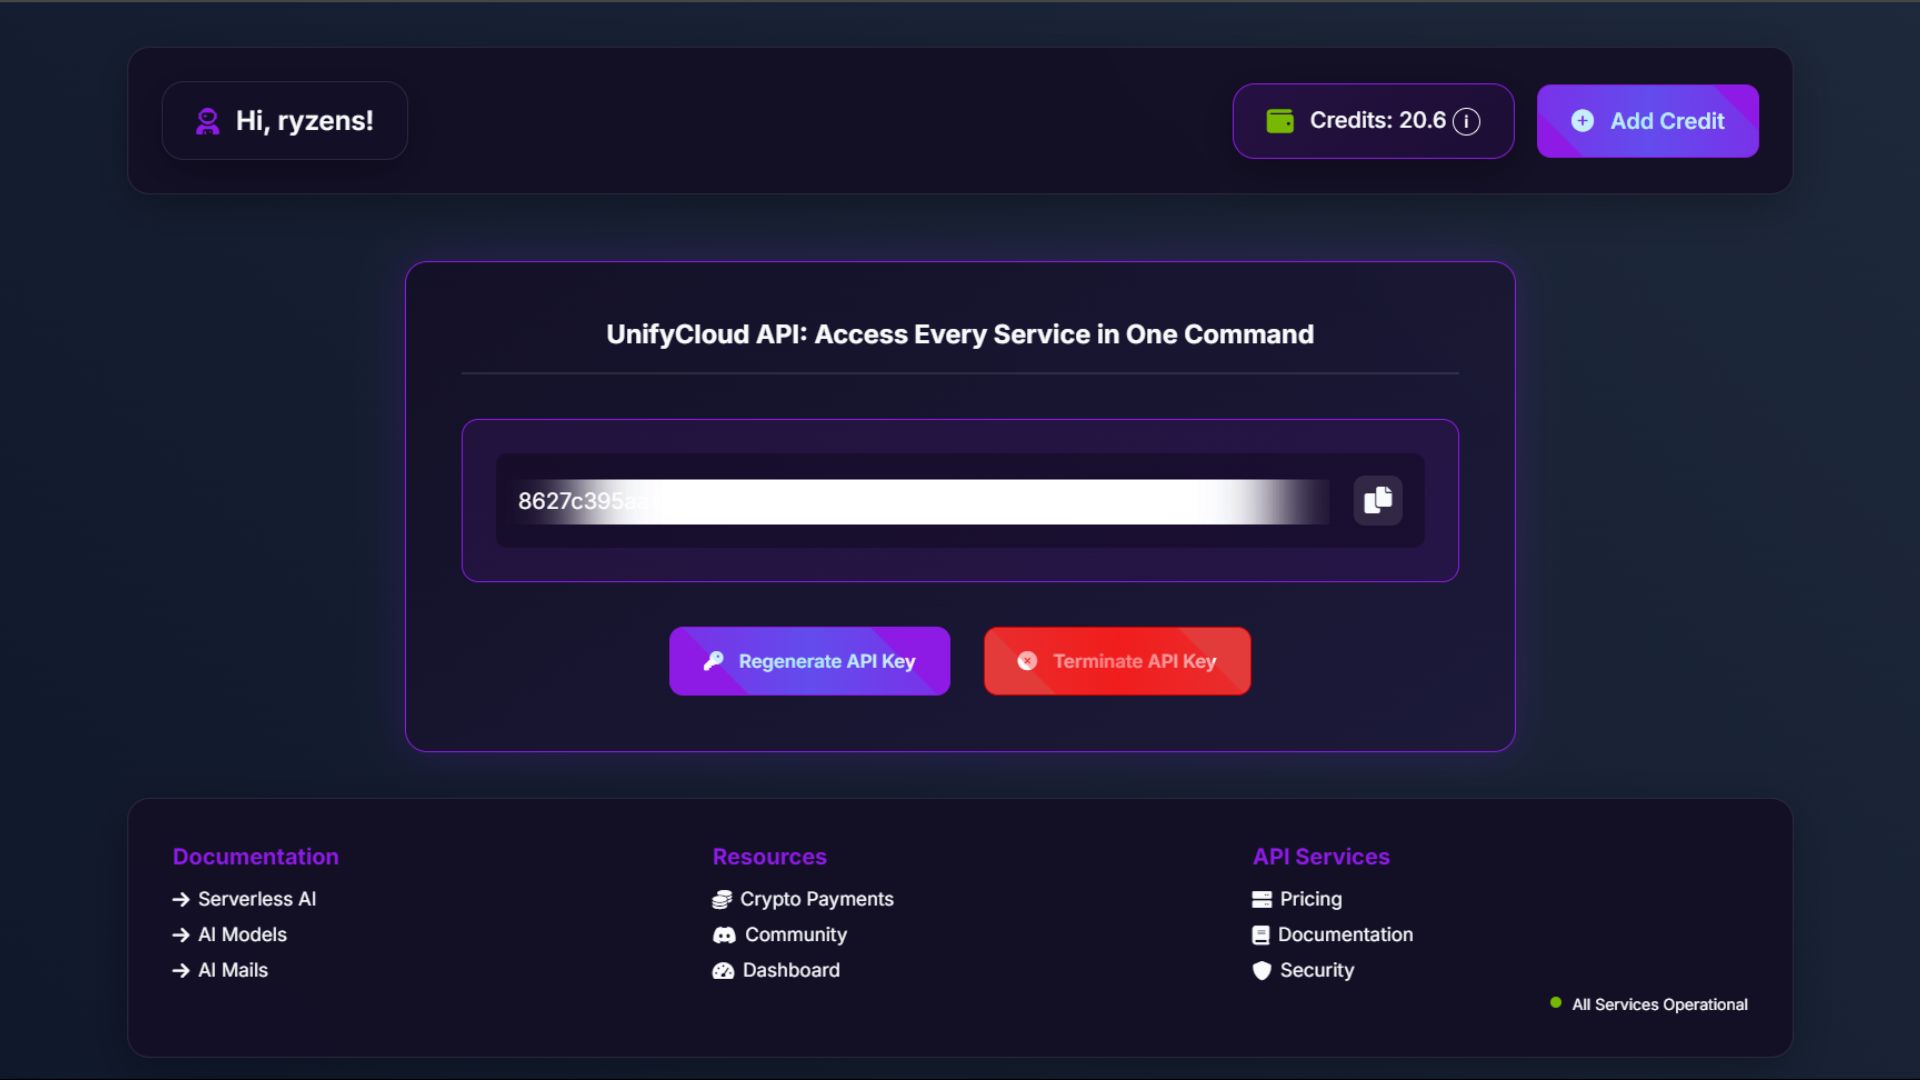 Hi, ryzens!
Credits: 20.6
Add Credit
UnifyCloud API: Access Every Service in One Command
8627c395aa
Regenerate API Key
Terminate API Key
Documentation
Serverless AI
AI Models
AI Mails
Resources
Crypto Payments
Community
Dashboard
API Services
Pricing
Documentation
Security
All Services Operational